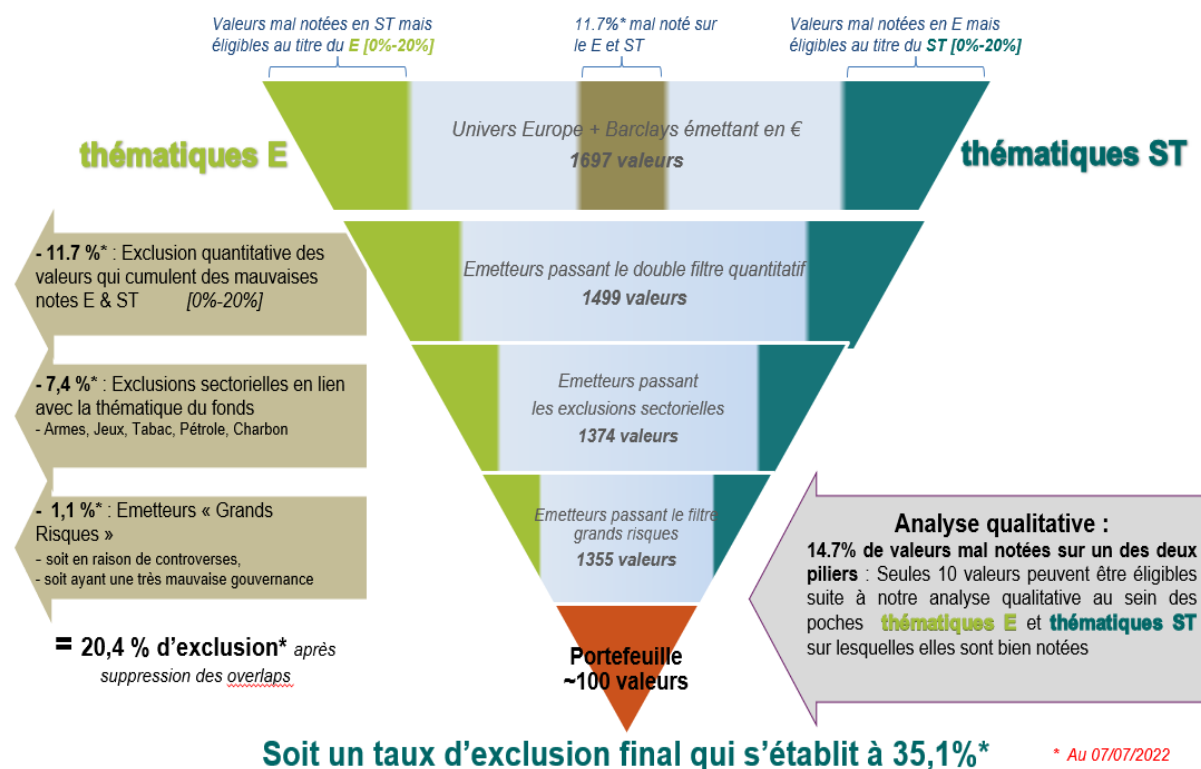 Valeurs mal notées en ST mais
éligibles au titre du E [0%-20%]
11.7%* mal noté sur
le E et ST
Valeurs mal notées en E mais
éligibles au titre du ST [0%-20%]
thématiques E
Univers Europe + Barclays émettant en €
1697 valeurs
thématiques ST
- 11.7 %* : Exclusion quantitative des
valeurs qui cumulent des mauvaises
notes E & ST [0%-20%]
Emetteurs passant le double filtre quantitatif
1499 valeurs
- 7,4 %* : Exclusions sectorielles en lien
avec la thématique du fonds
- Armes, Jeux, Tabac, Pétrole, Charbon
Emetteurs passant
les exclusions sectorielles
1374 valeurs
- 1,1 %* : Emetteurs « Grands
Risques »
- soit en raison de controverses,
- soit ayant une très mauvaise gouvernance
Emetteurs passant le filtre
grands risques
1355 valeurs
Analyse qualitative :
14.7% de valeurs mal notées sur un des deux
piliers : Seules 10 valeurs peuvent être éligibles
suite à notre analyse qualitative au sein des
poches thématiques E et thématiques ST
sur lesquelles elles sont bien notées
= 20,4 % d’exclusion* après
suppression des overlaps
Portefeuille
~100 valeurs
Soit un taux d’exclusion final qui s’établit à 35,1%*
* Au 07/07/2022